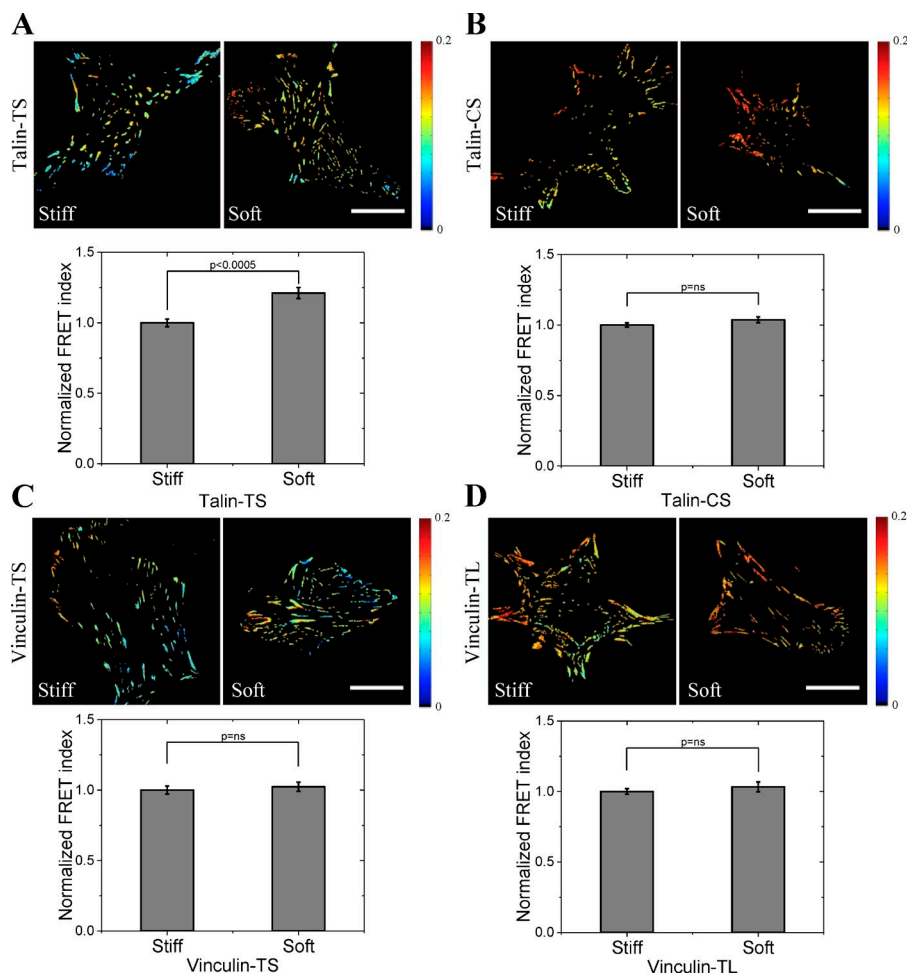 A
Talin-TS
Stiff
Soft
0.2
0
Normalized FRET index
1.5
1.0
0.5
0.0
p<0.0005
Stiff
Soft
Talin-TS
B
Talin-CS
Stiff
Soft
0.2
0
Normalized FRET index
1.5
1.0
0.5
0.0
p=ns
Stiff
Soft
Talin-CS
C
Vinculin-TS
Stiff
Soft
0.2
0
Normalized FRET index
1.5
1.0
0.5
0.0
p=ns
Stiff
Soft
Vinculin-TS
D
Vinculin-TL
Stiff
Soft
0.2
0
Normalized FRET index
1.5
1.0
0.5
0.0
p=ns
Stiff
Soft
Vinculin-TL